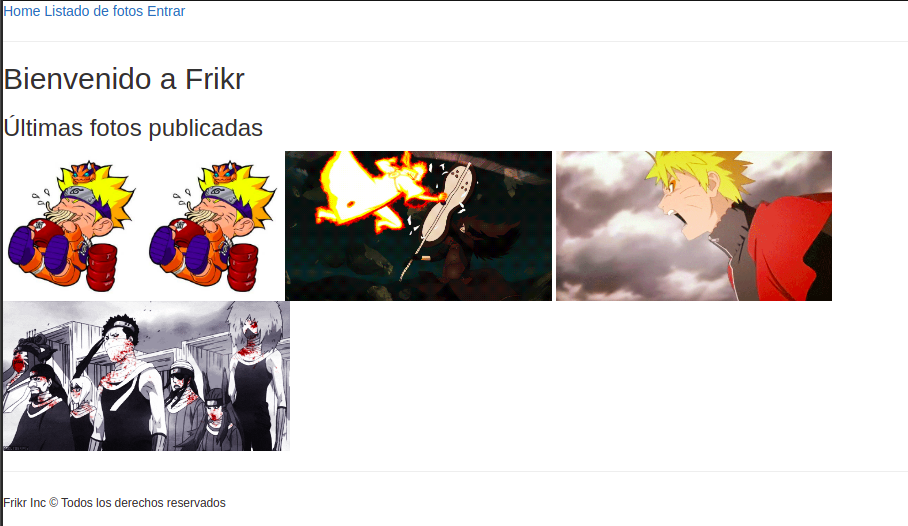 Home Listado de fotos Entrar
Bienvenido a Frikr
Últimas fotos publicadas
Frikr Inc © Todos los derechos reservados